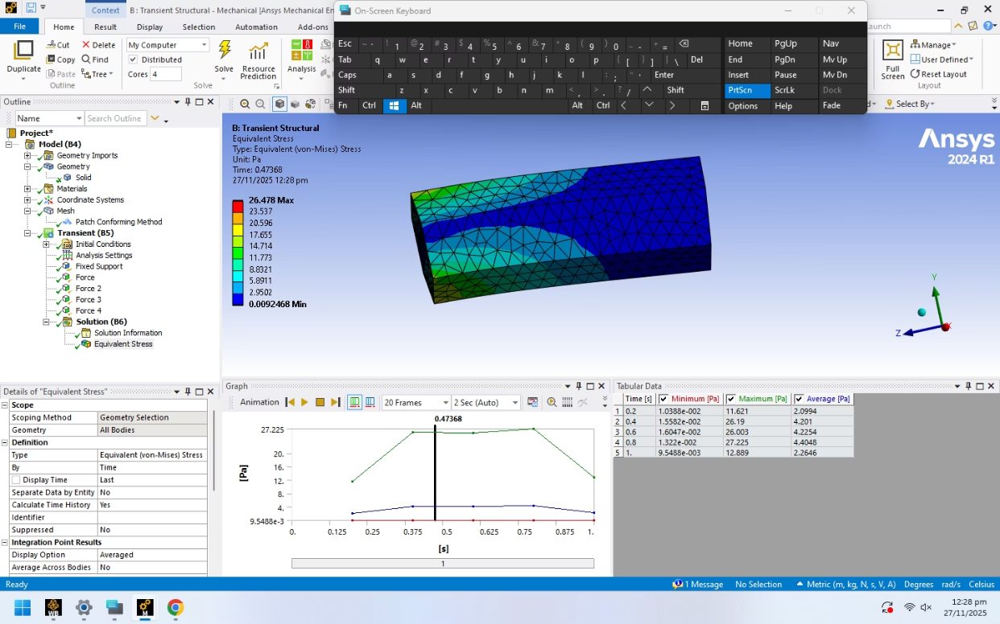 Context
B : Transient Structural - Mechanical [Ansys Mechanical En
On-Screen Keyboard
File
Home
Result
Display
Selection
Automation
Add-ons
aunch
Duplicate
Cut
Copy
Paste
Delete
Find
Tree
Outline
My Computer
Distributed
Cores 4
Solve
Resource
Prediction
Solve
Analysis
Full
Screen
Manage
User Defined
Reset Layout
Layout
Esc 1 2 3 4 5 6 7 8 9 0 Home PgUp Nav
Tab q w e r t y u i o p Del End PgDn Mv Up
Caps a s d f g h j k l Enter Insert Pause Mv Dn
Shift z x c v b n m Shift PrtScn ScrLk Dock
Fn Ctrl Alt Alt Ctrl Options Help Fade
Outline
Name
Search Outline
Select By
Project*
Model (B4)
Geometry Imports
Geometry
Solid
Materials
Coordinate Systems
Mesh
Patch Conforming Method
Transient (B5)
Initial Conditions
Analysis Settings
Fixed Support
Force
Force 2
Force 3
Force 4
Solution (B6)
Solution Information
Equivalent Stress
B: Transient Structural
Equivalent Stress
Type: Equivalent (von-Mises) Stress
Unit: Pa
Time: 0.47368
27/11/2025 12:28 pm
26.478 Max
23.537
20.596
17.655
14.714
11.773
8.8321
5.8911
2.9502
0.0092468 Min
Ansys
2024 R1
Y
Z
X
Details of "Equivalent Stress"
Scope
Scoping Method Geometry Selection
Geometry All Bodies
Definition
Type Equivalent (von-Mises) Stress
By Time
Display Time Last
Separate Data by Entity No
Calculate Time History Yes
Identifier
Suppressed No
Integration Point Results
Display Option Averaged
Average Across Bodies No
Graph
Animation
20 Frames
2 Sec (Auto)
0.47368
27.225
20.
16.
12.
8.
4.
9.5488e-3
[Pa]
0. 0.125 0.25 0.375 0.5 0.625 0.75 0.875 1.
[s]
1
Tabular Data
Time [s] Minimum [Pa] Maximum [Pa] Average [Pa]
1 0.2 1.0388e-002 11.621 2.0994
2 0.4 1.5582e-002 26.19 4.201
3 0.6 1.6047e-002 26.003 4.2254
4 0.8 1.322e-002 27.225 4.4048
5 1. 9.5488e-003 12.889 2.2646
Ready
1 Message
No Selection
Metric (m, kg, N, s, V, A)
Degrees
rad/s
Celsius
WB
M
12:28 pm
27/11/2025